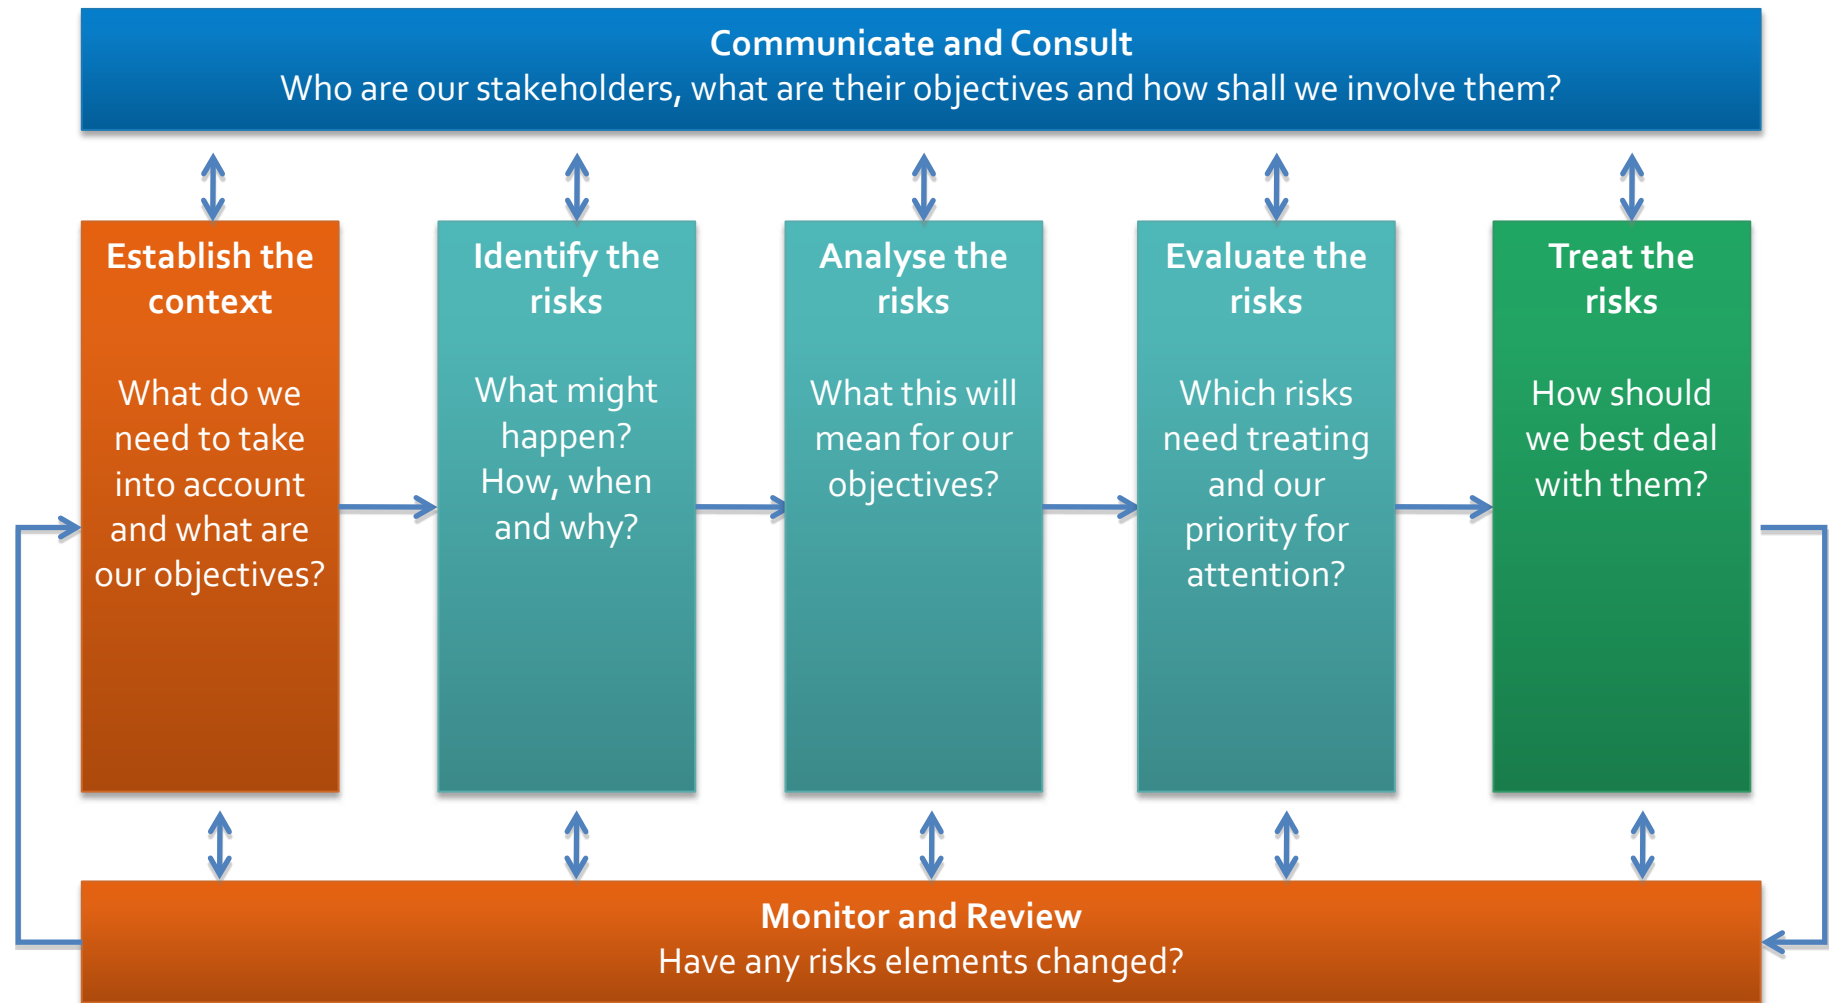 Communicate and Consult
Who are our stakeholders, what are their objectives and how shall we involve them?
Establish the
context
What do we
need to take
into account
and what are
our objectives?
Identify the
risks
What might
happen?
How, when
and why?
Analyse the
risks
What this will
mean for our
objectives?
Evaluate the
risks
Which risks
need treating
and our
priority for
attention?
Treat the
risks
How should
we best deal
with them?
Monitor and Review
Have any risks elements changed?